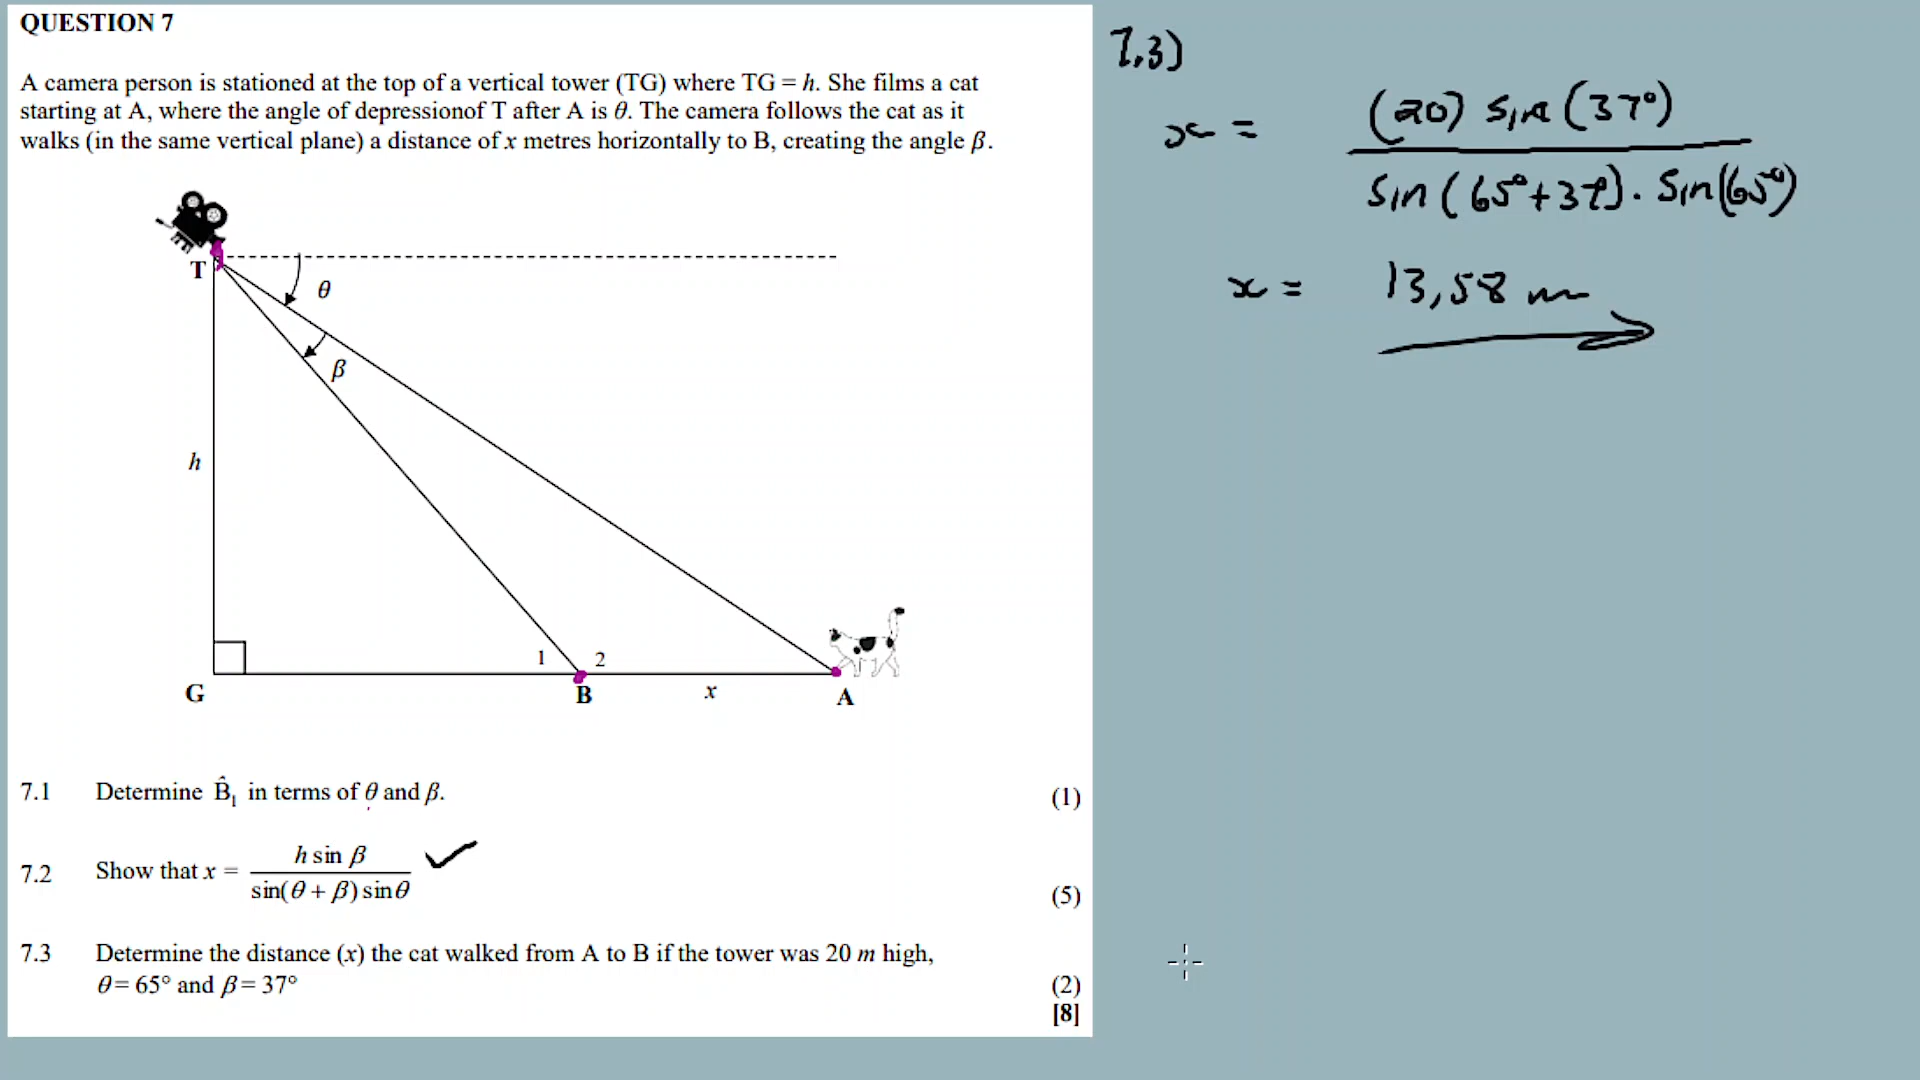 QUESTION 7
A camera person is stationed at the top of a vertical tower (TG) where TG = h. She films a cat
starting at A, where the angle of depressionof T after A is θ. The camera follows the cat as it
walks (in the same vertical plane) a distance of x metres horizontally to B, creating the angle β.
T
θ
β
h
1 2
G B x A
7.1 Determine B̂₁ in terms of θ and β. (1)
7.2 Show that x = h sin β / sin(θ + β) sin θ ✓ (5)
7.3 Determine the distance (x) the cat walked from A to B if the tower was 20 m high,
θ = 65° and β = 37° (2)
[8]
7,3)
x = (20) sin (37°) / sin (65° + 37°) . sin (65°)
x = 13,58 m